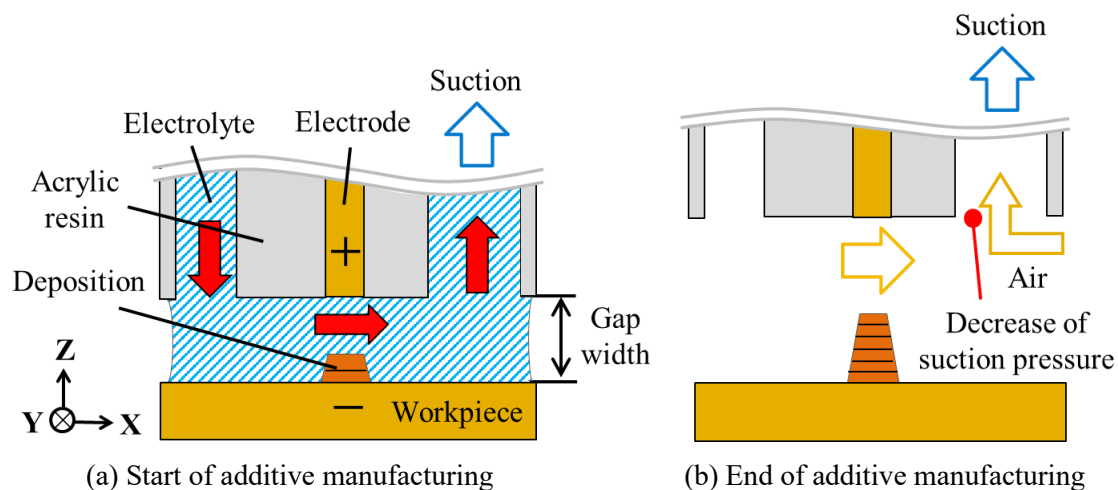 Suction
Electrolyte
Electrode
Acrylic
resin
+
Deposition
Gap
width
Z
Y
X
−
Workpiece
(a) Start of additive manufacturing
Suction
Air
Decrease of
suction pressure
(b) End of additive manufacturing